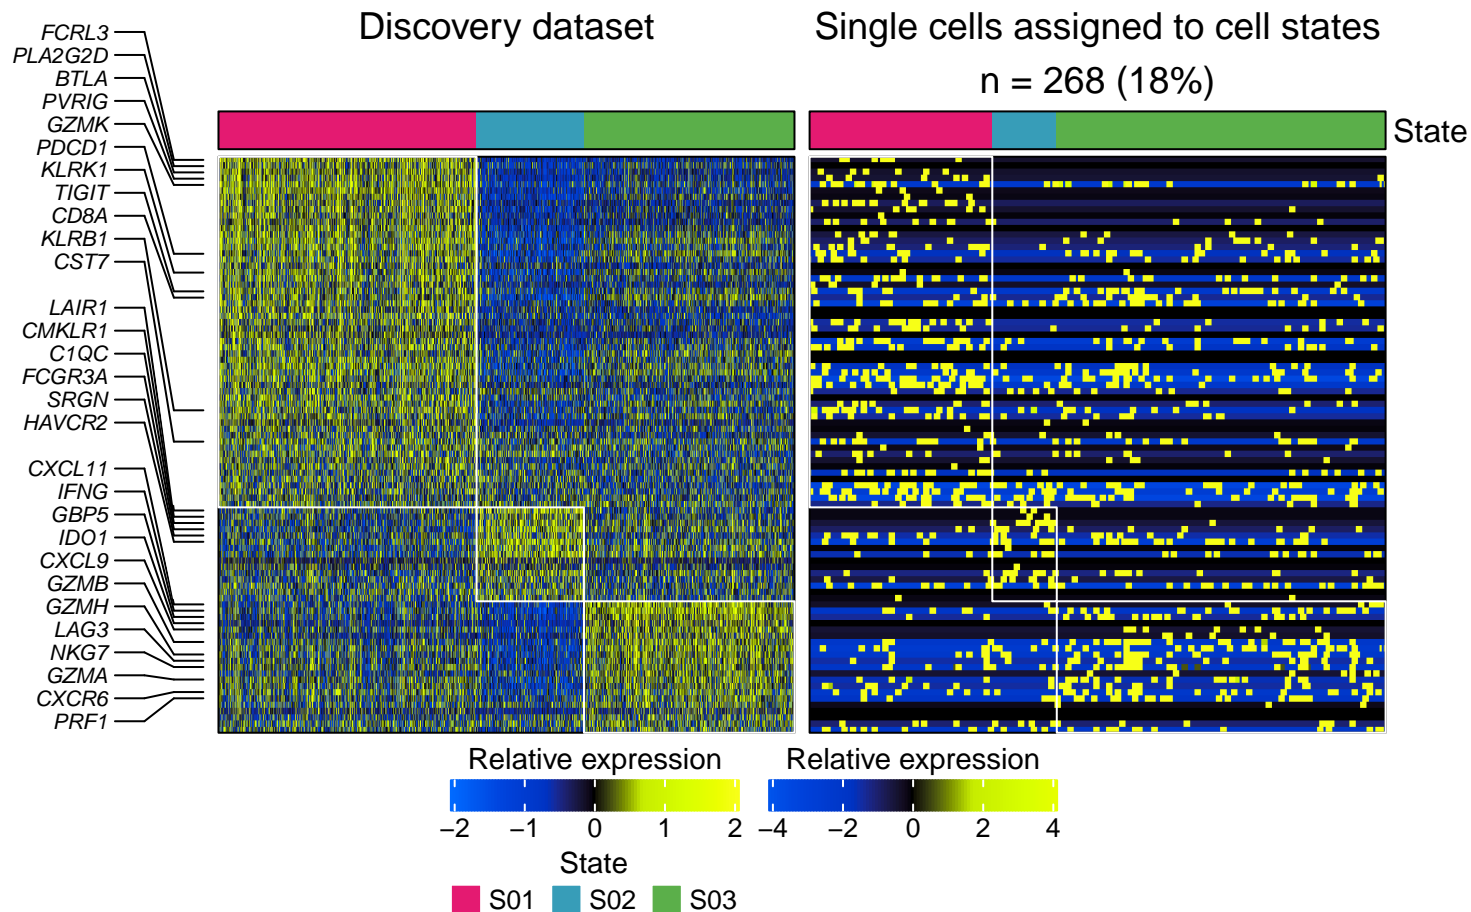 Discovery dataset
Single cells assigned to cell states
n = 268 (18%)
State
FCRL3
PLA2G2D
BTLA
PVRIG
GZMK
PDCD1
KLRK1
TIGIT
CD8A
KLRB1
CST7
LAIR1
CMKLR1
C1QC
FCGR3A
SRGN
HAVCR2
CXCL11
IFNG
GBP5
IDO1
CXCL9
GZMB
GZMH
LAG3
NKG7
GZMA
CXCR6
PRF1
Relative expression
−2 −1 0 1 2
Relative expression
−4 −2 0 2 4
State
S01 S02 S03